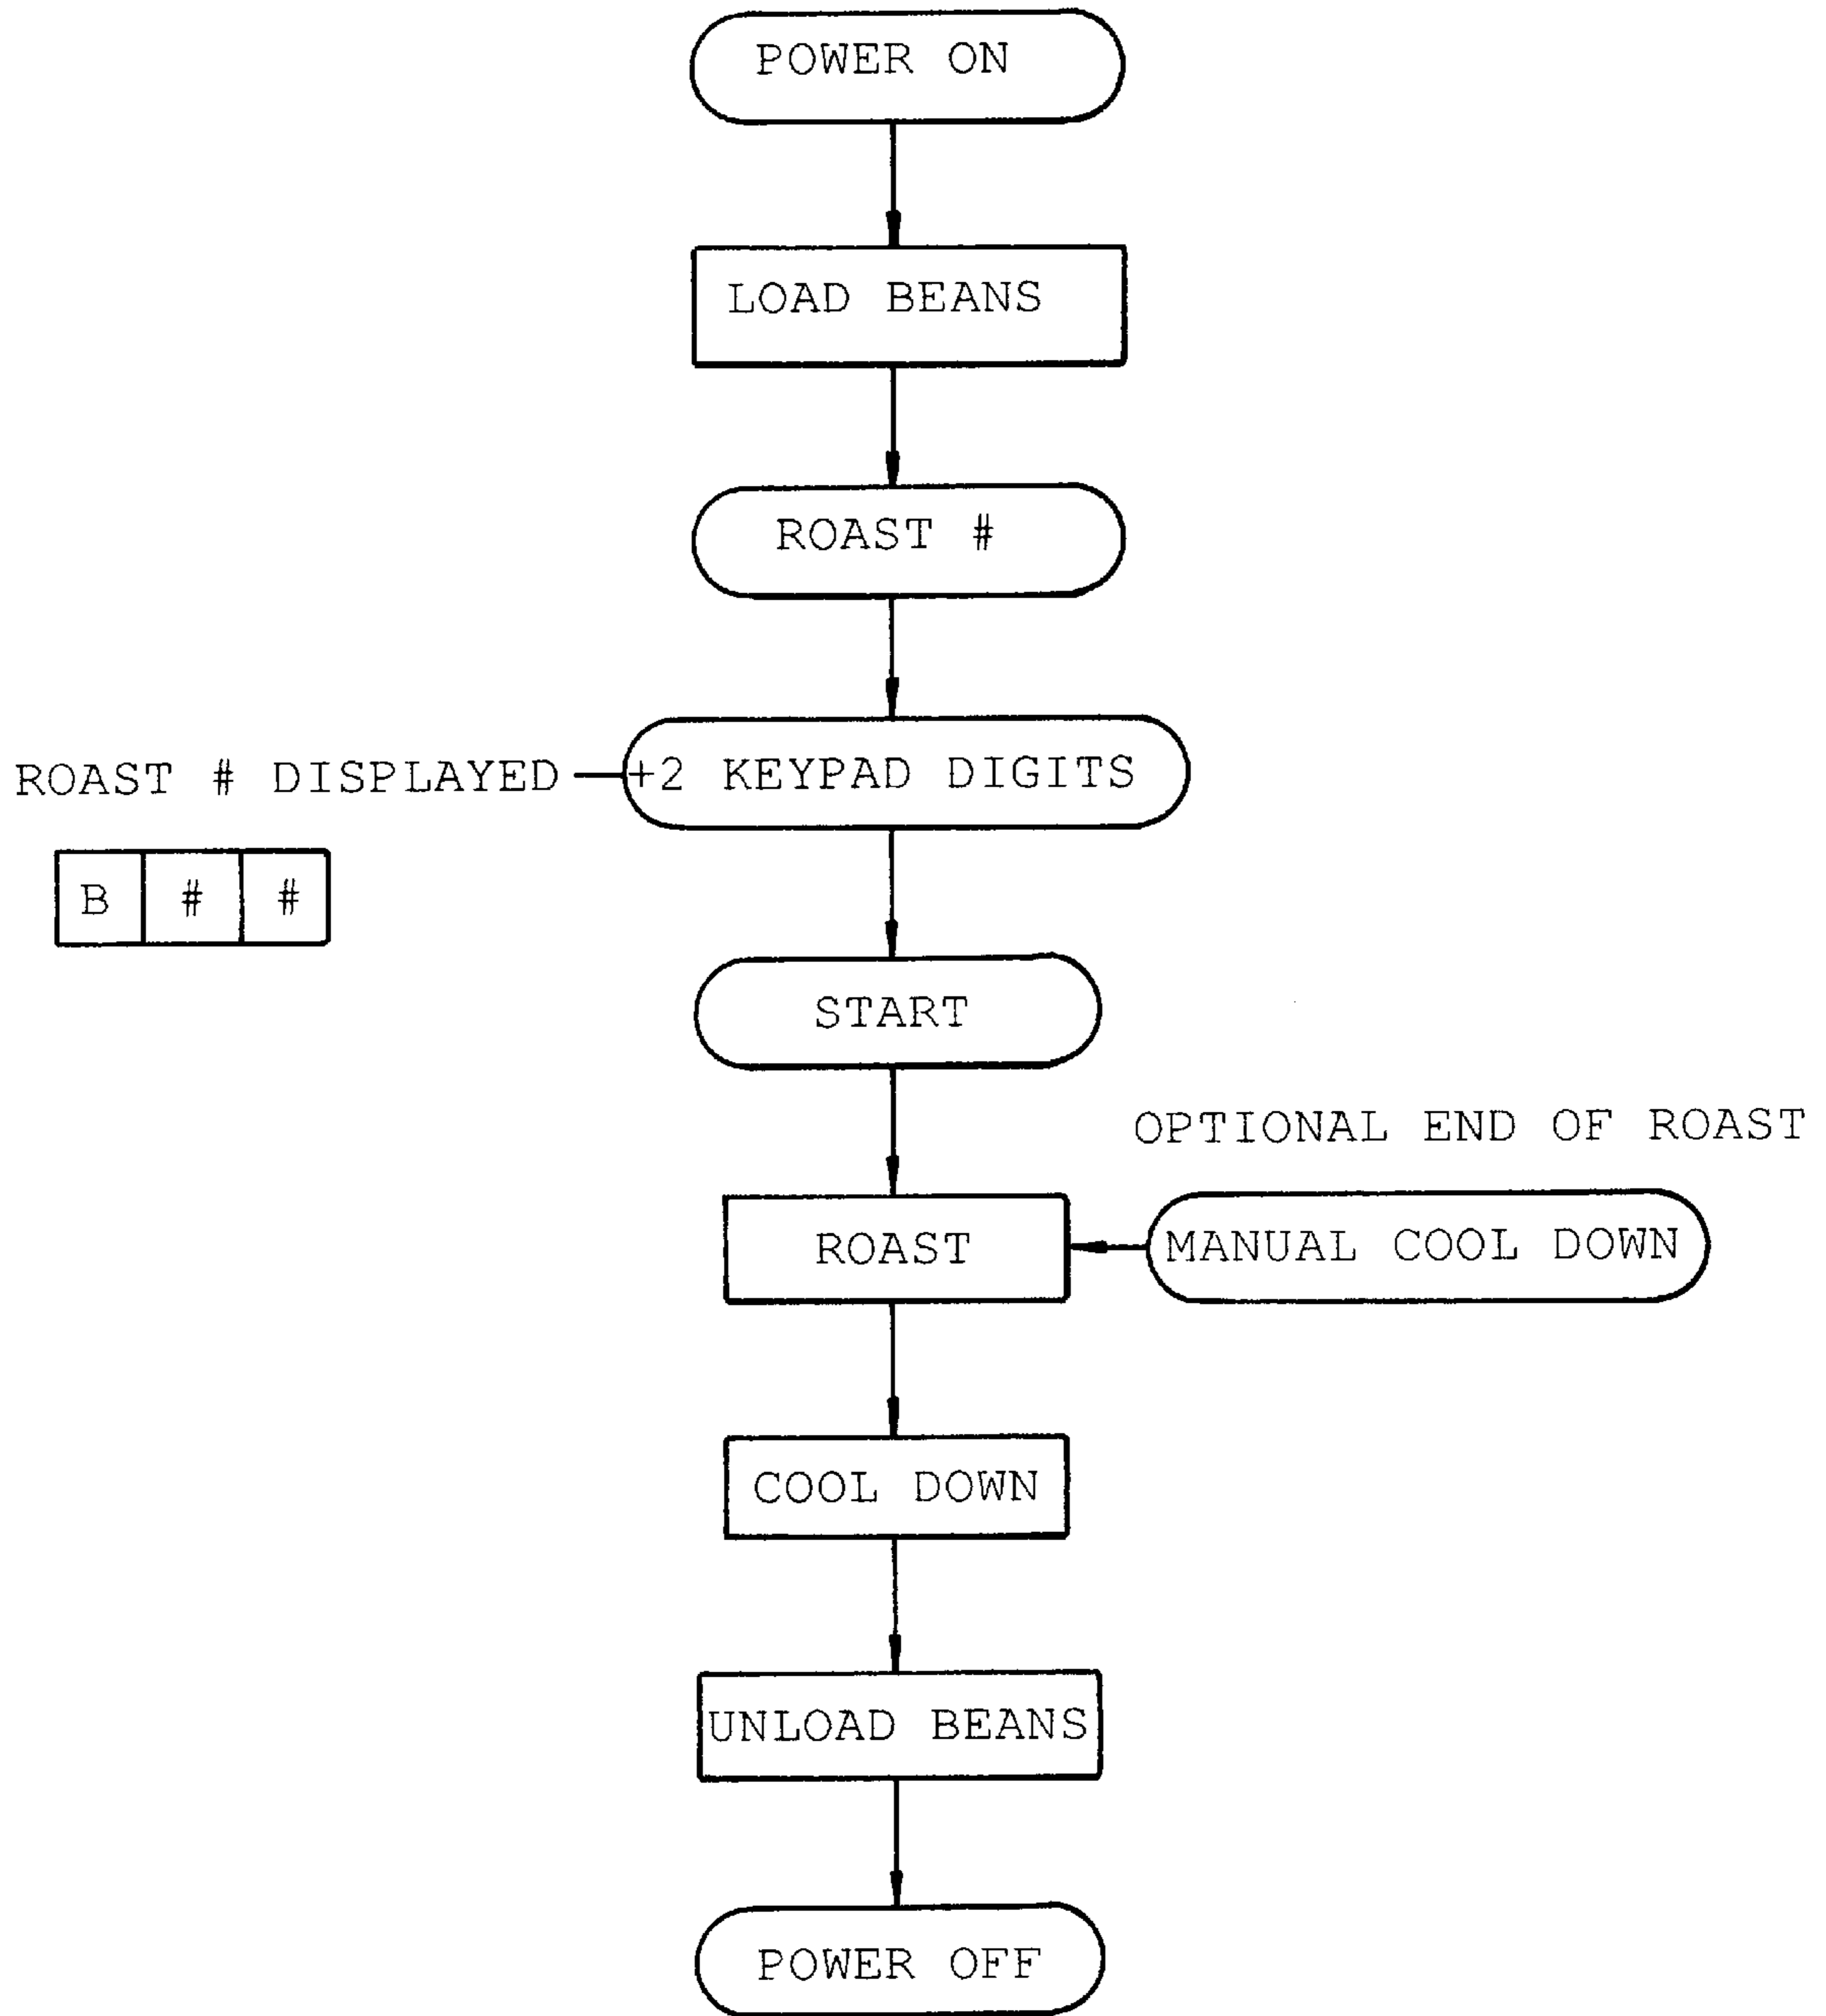 POWER ON
LOAD BEANS
ROAST #
ROAST # DISPLAYED
+2 KEYPAD DIGITS
B # #
START
OPTIONAL END OF ROAST
ROAST
MANUAL COOL DOWN
COOL DOWN
UNLOAD BEANS
POWER OFF